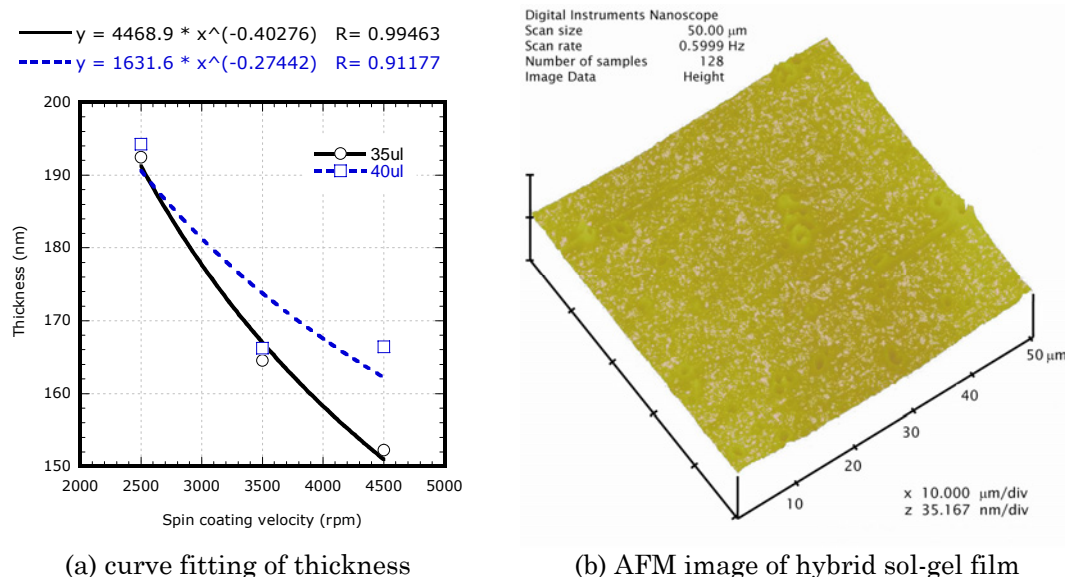 y = 4468.9 * x^(-0.40276) R= 0.99463
y = 1631.6 * x^(-0.27442) R= 0.91177
200
190
180
170
160
150
Thickness (nm)
35ul
40ul
2000 2500 3000 3500 4000 4500 5000
Spin coating velocity (rpm)
(a) curve fitting of thickness
Digital Instruments Nanoscope
Scan size 50.00 μm
Scan rate 0.5999 Hz
Number of samples 128
Image Data Height
50 μm
40
30
20
10
x 10.000 μm/div
z 35.167 nm/div
(b) AFM image of hybrid sol-gel film